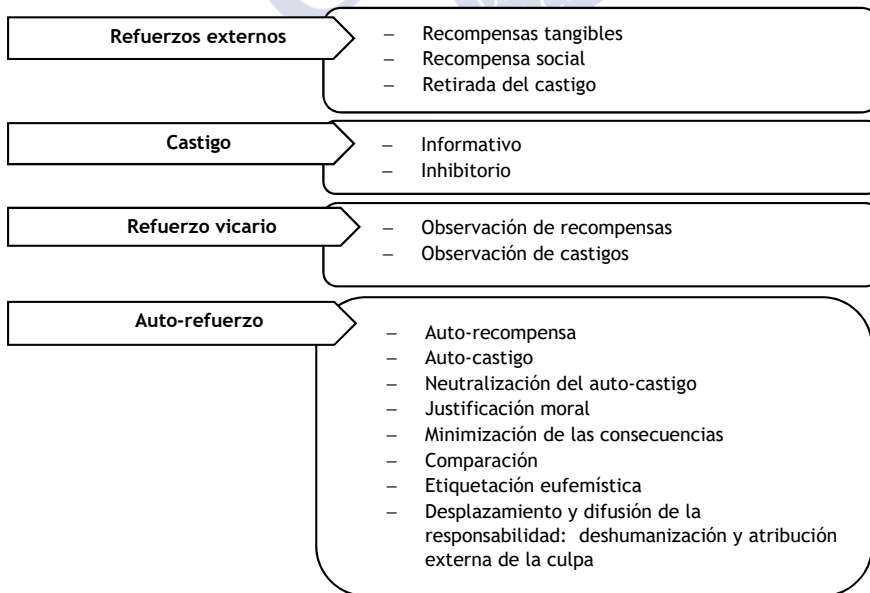 Refuerzos externos
– Recompensas tangibles
– Recompensa social
– Retirada del castigo
Castigo
– Informativo
– Inhibitorio
Refuerzo vicario
– Observación de recompensas
– Observación de castigos
Auto-refuerzo
– Auto-recompensa
– Auto-castigo
– Neutralización del auto-castigo
– Justificación moral
– Minimización de las consecuencias
– Comparación
– Etiquetación eufemística
– Desplazamiento y difusión de la
responsabilidad: deshumanización y atribución
externa de la culpa